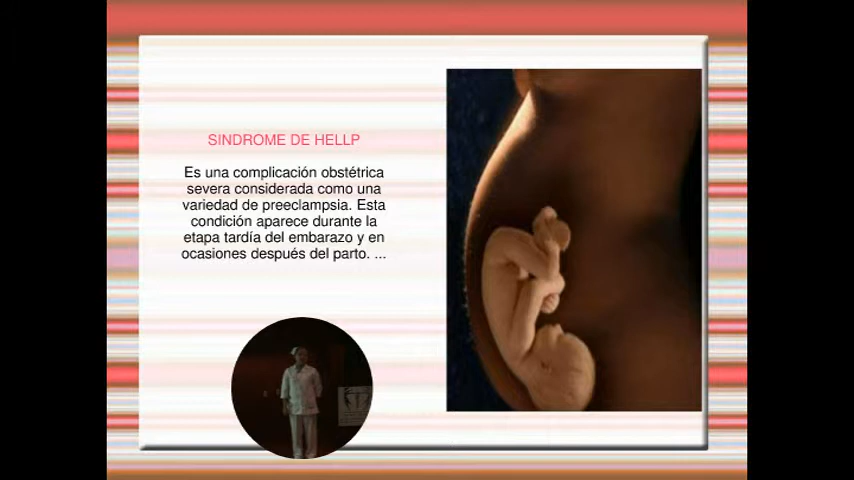 SINDROME DE HELLP
Es una complicación obstétrica
severa considerada como una
variedad de preeclampsia. Esta
condición aparece durante la
etapa tardía del embarazo y en
ocasiones después del parto. ...